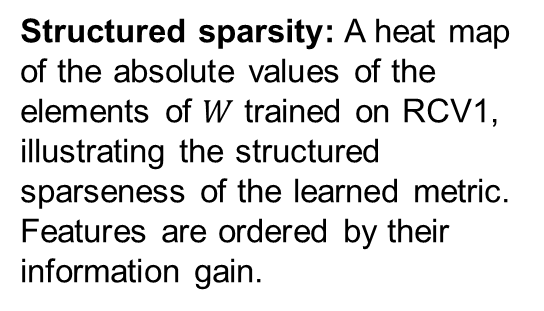 Structured sparsity: A heat map
of the absolute values of the
elements of W trained on RCV1,
illustrating the structured
sparseness of the learned metric.
Features are ordered by their
information gain.